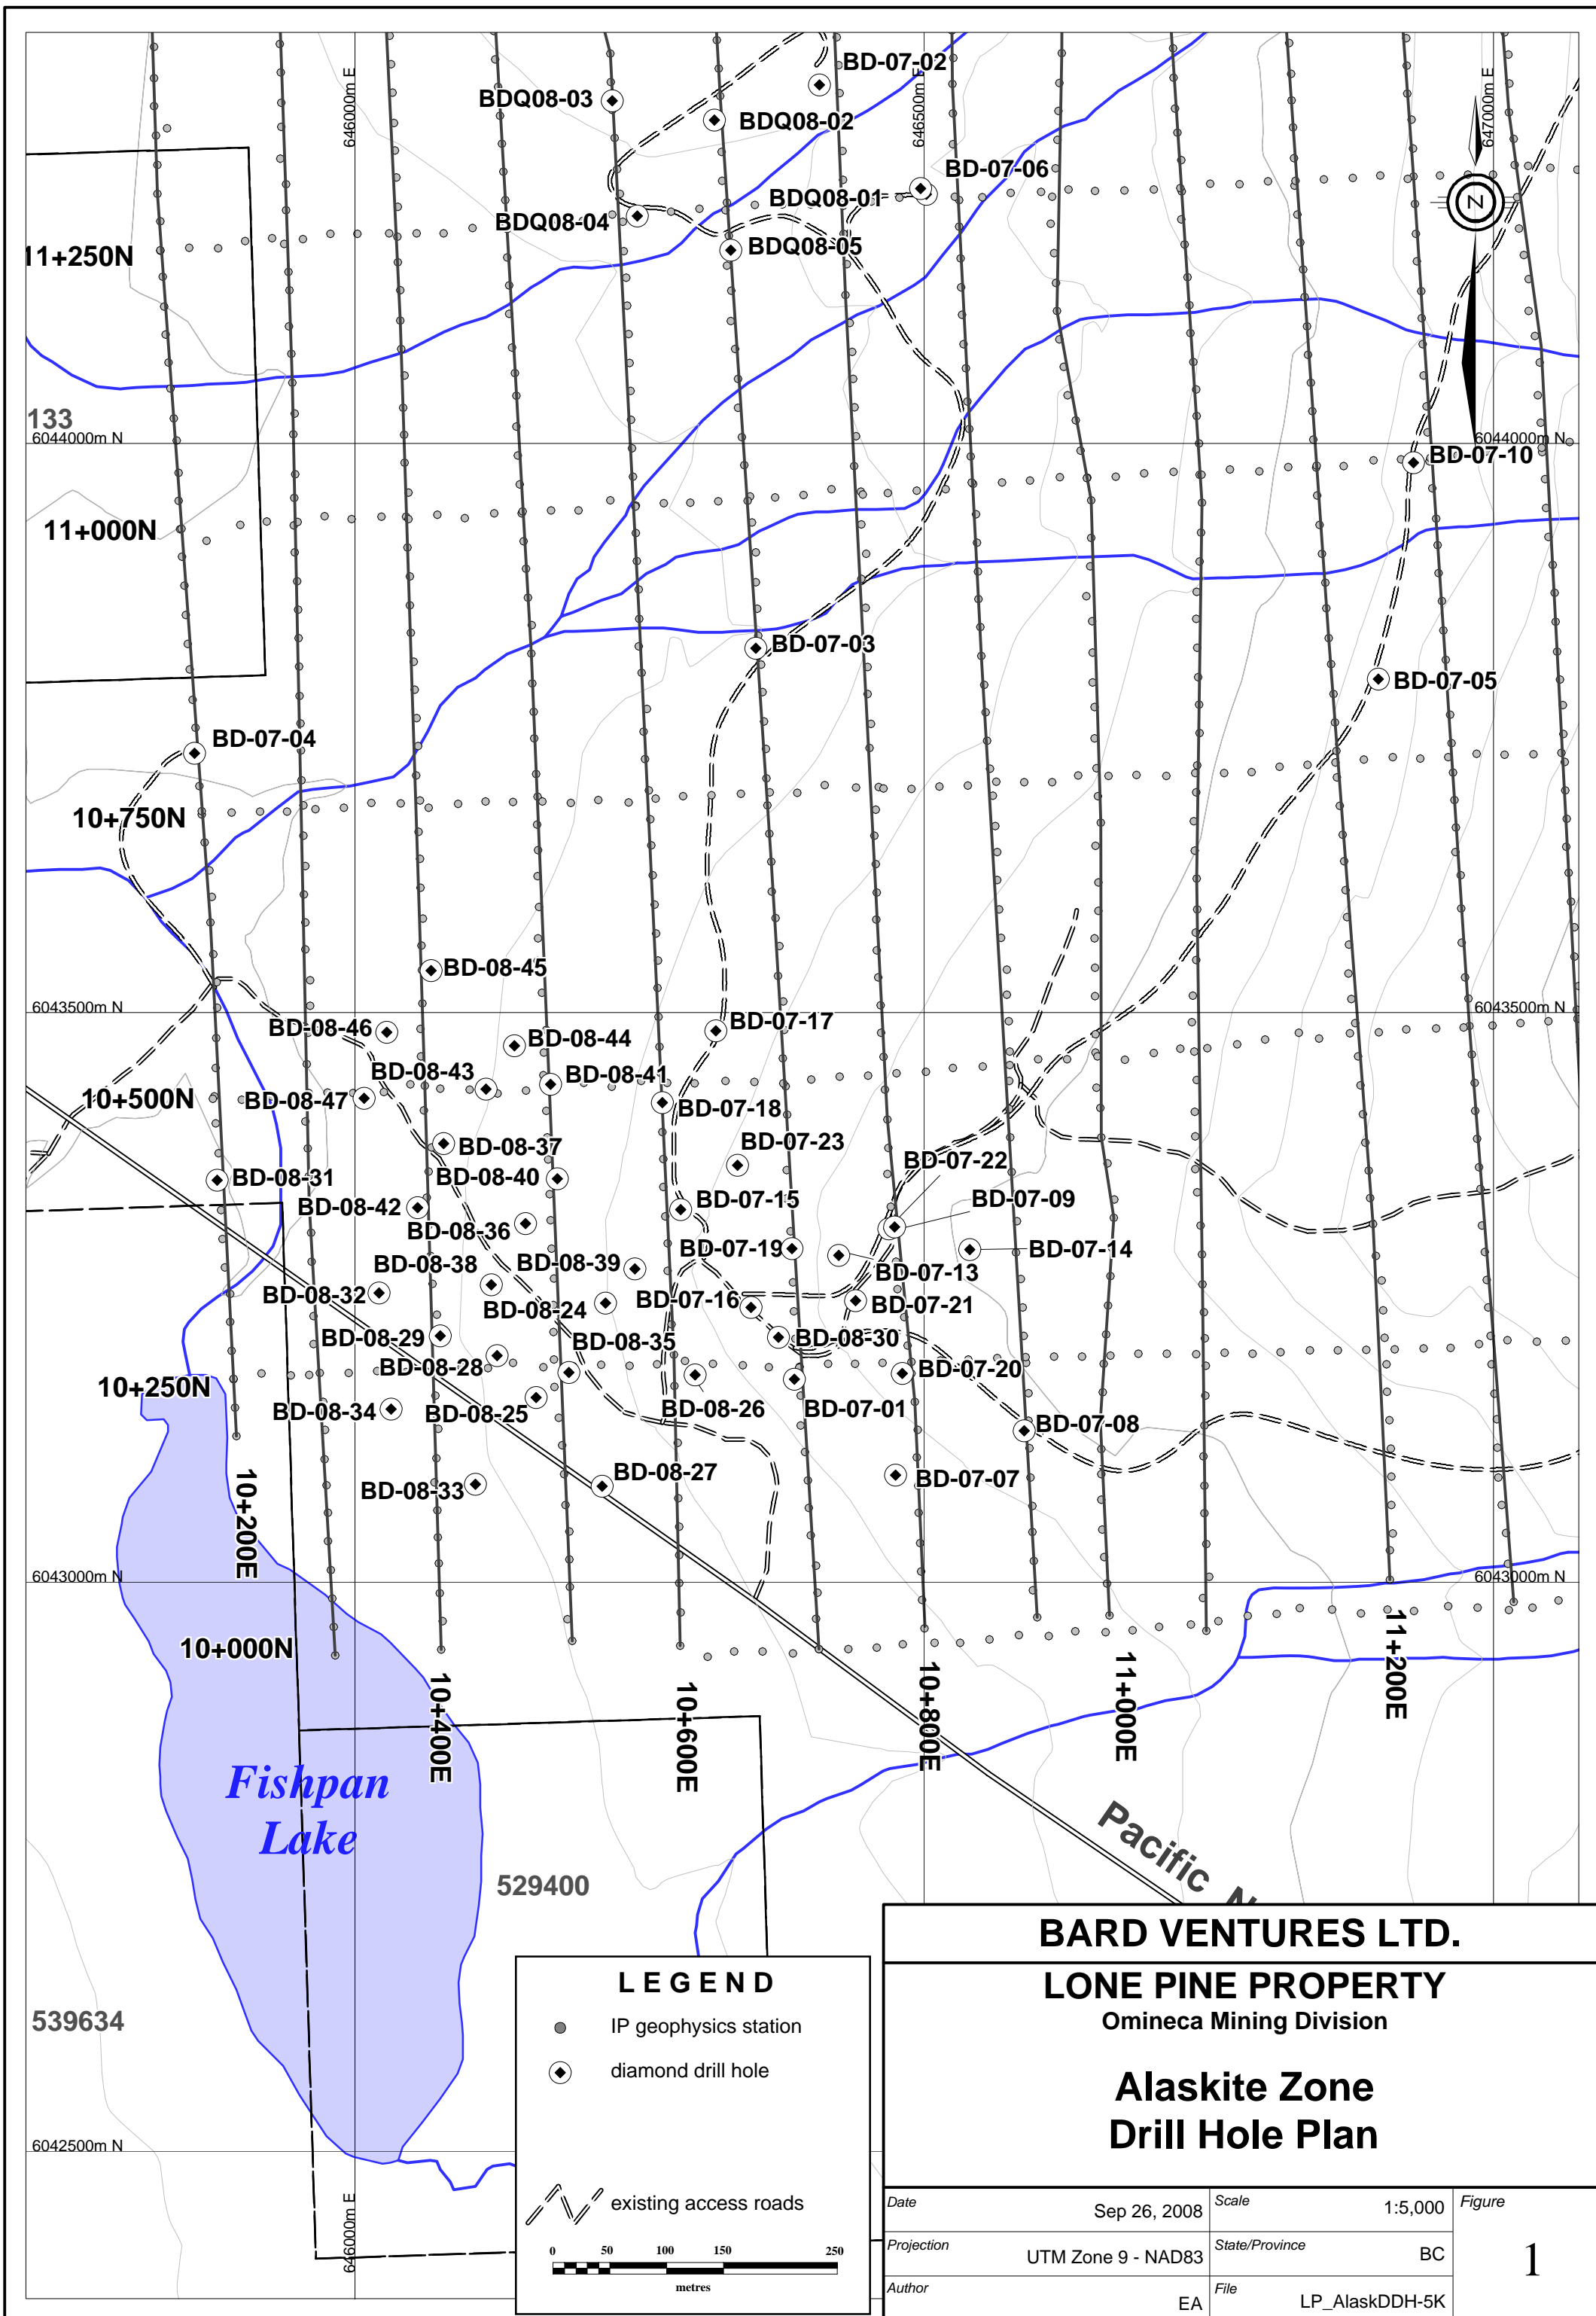 646000m E
646500m E
647000m E
BD-07-02
BDQ08-03
BDQ08-02
BD-07-06
BDQ08-01
BDQ08-04
BDQ08-05
N
11+250N
133
6044000m N
6044000m N
BD-07-10
11+000N
BD-07-03
BD-07-05
BD-07-04
10+750N
BD-08-45
6043500m N
6043500m N
BD-08-46
BD-08-44
BD-07-17
BD-08-43
BD-08-41
10+500N
BD-08-47
BD-07-18
BD-08-37
BD-07-23
BD-07-22
BD-08-31
BD-08-40
BD-07-09
BD-08-42
BD-07-15
BD-08-36
BD-07-19
BD-07-14
BD-08-38
BD-08-39
BD-07-13
BD-08-32
BD-08-24
BD-07-16
BD-07-21
BD-08-29
BD-08-35
BD-08-30
BD-08-28
BD-07-20
10+250N
BD-08-34
BD-08-25
BD-08-26
BD-07-01
BD-07-08
BD-08-33
BD-08-27
BD-07-07
10+200E
6043000m N
6043000m N
10+000N
10+400E
10+600E
10+800E
11+000E
11+200E
Fishpan
Lake
Pacific N
529400
539634
6042500m N
646000m E
LEGEND
IP geophysics station
diamond drill hole
existing access roads
0 50 100 150 250
metres
BARD VENTURES LTD.
LONE PINE PROPERTY
Omineca Mining Division
Alaskite Zone
Drill Hole Plan
Date Sep 26, 2008 Scale 1:5,000 Figure
Projection UTM Zone 9 - NAD83 State/Province BC 1
Author EA File LP_AlaskDDH-5K